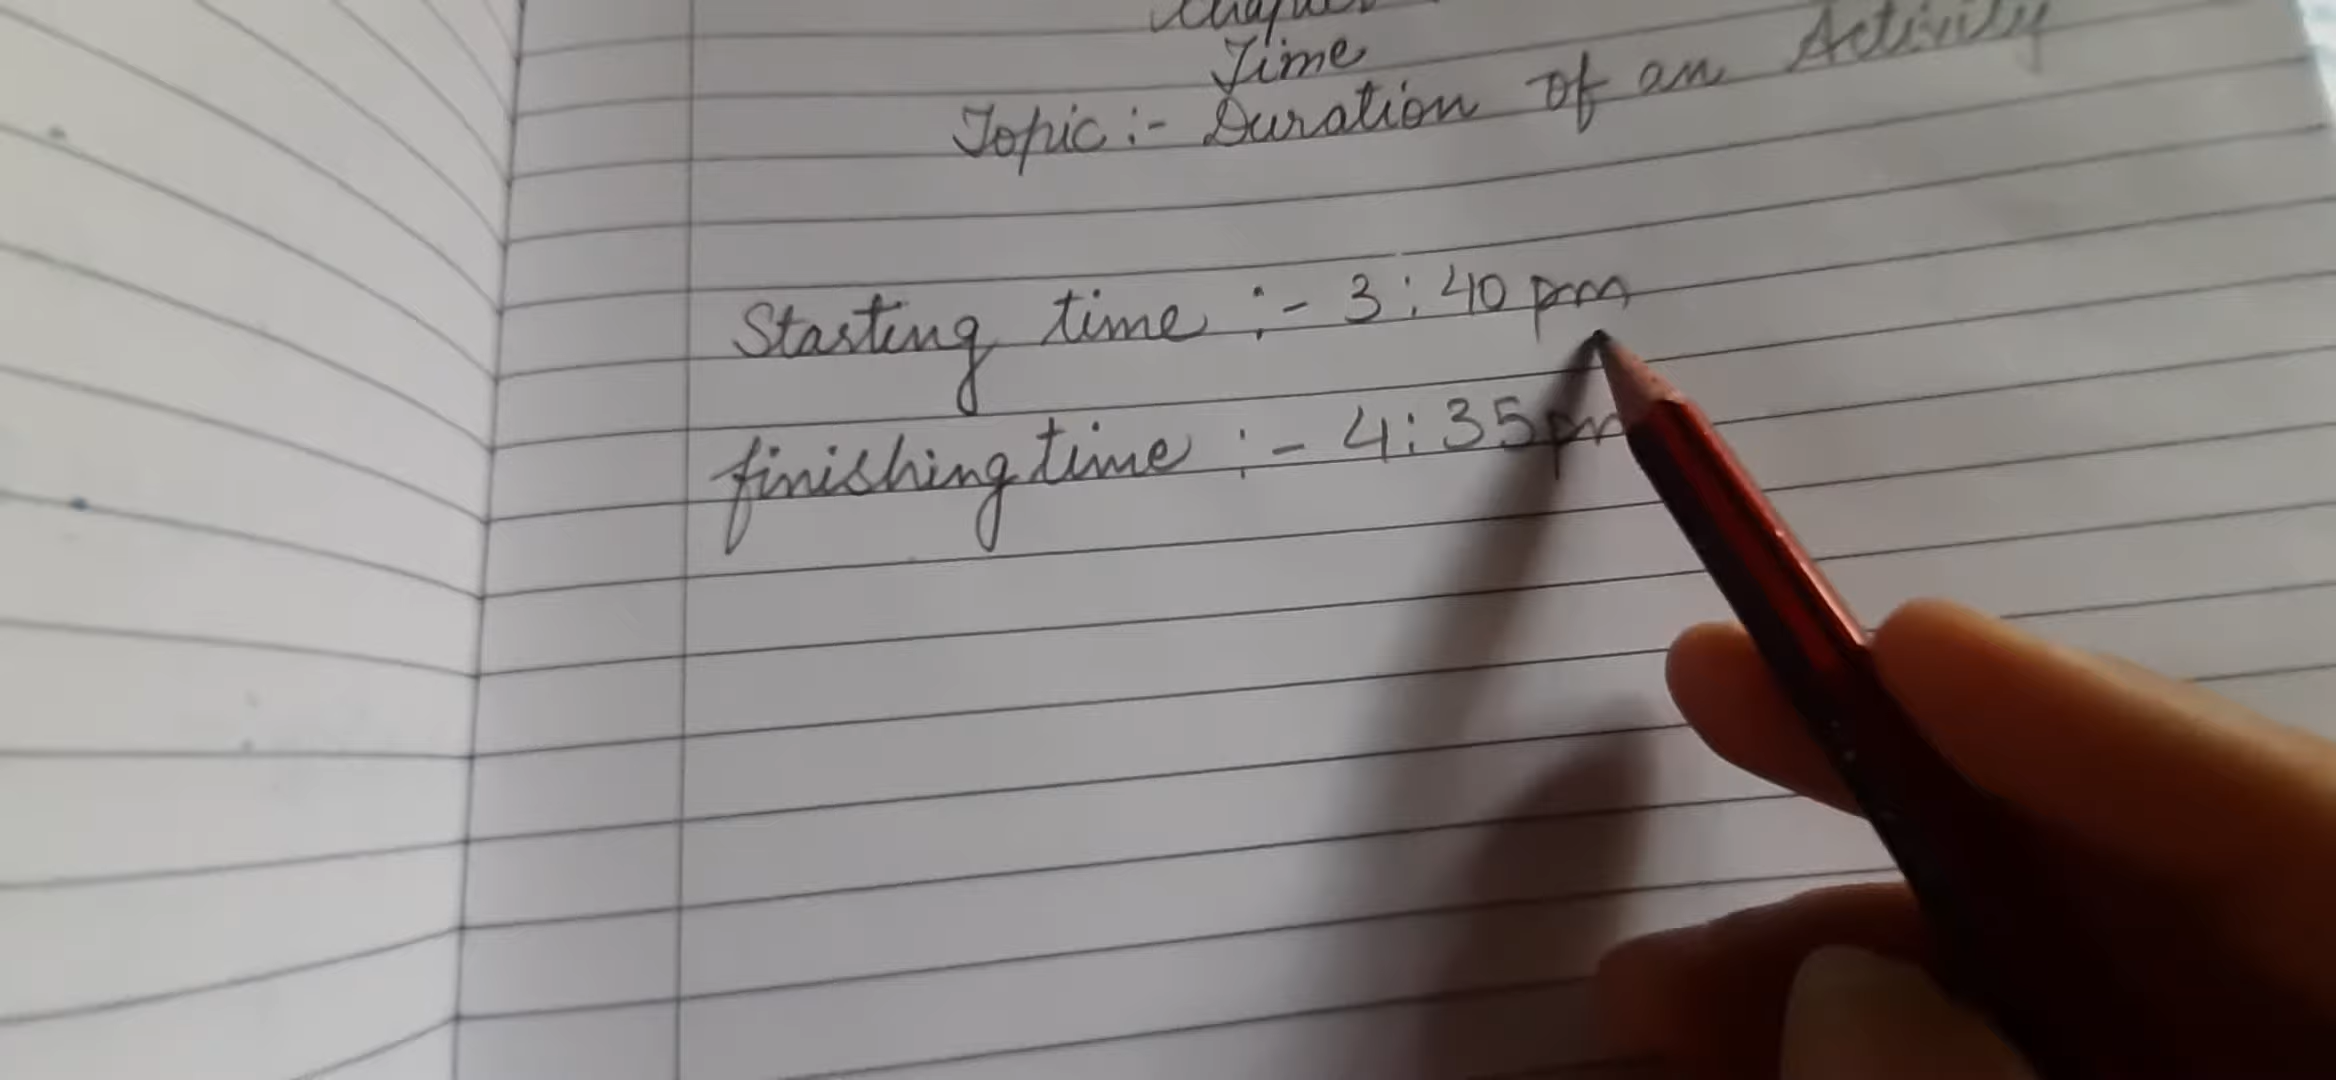 Time
Topic :- Duration of an Activity
Starting time :- 3:40 pm
finishing time :- 4:35 pm